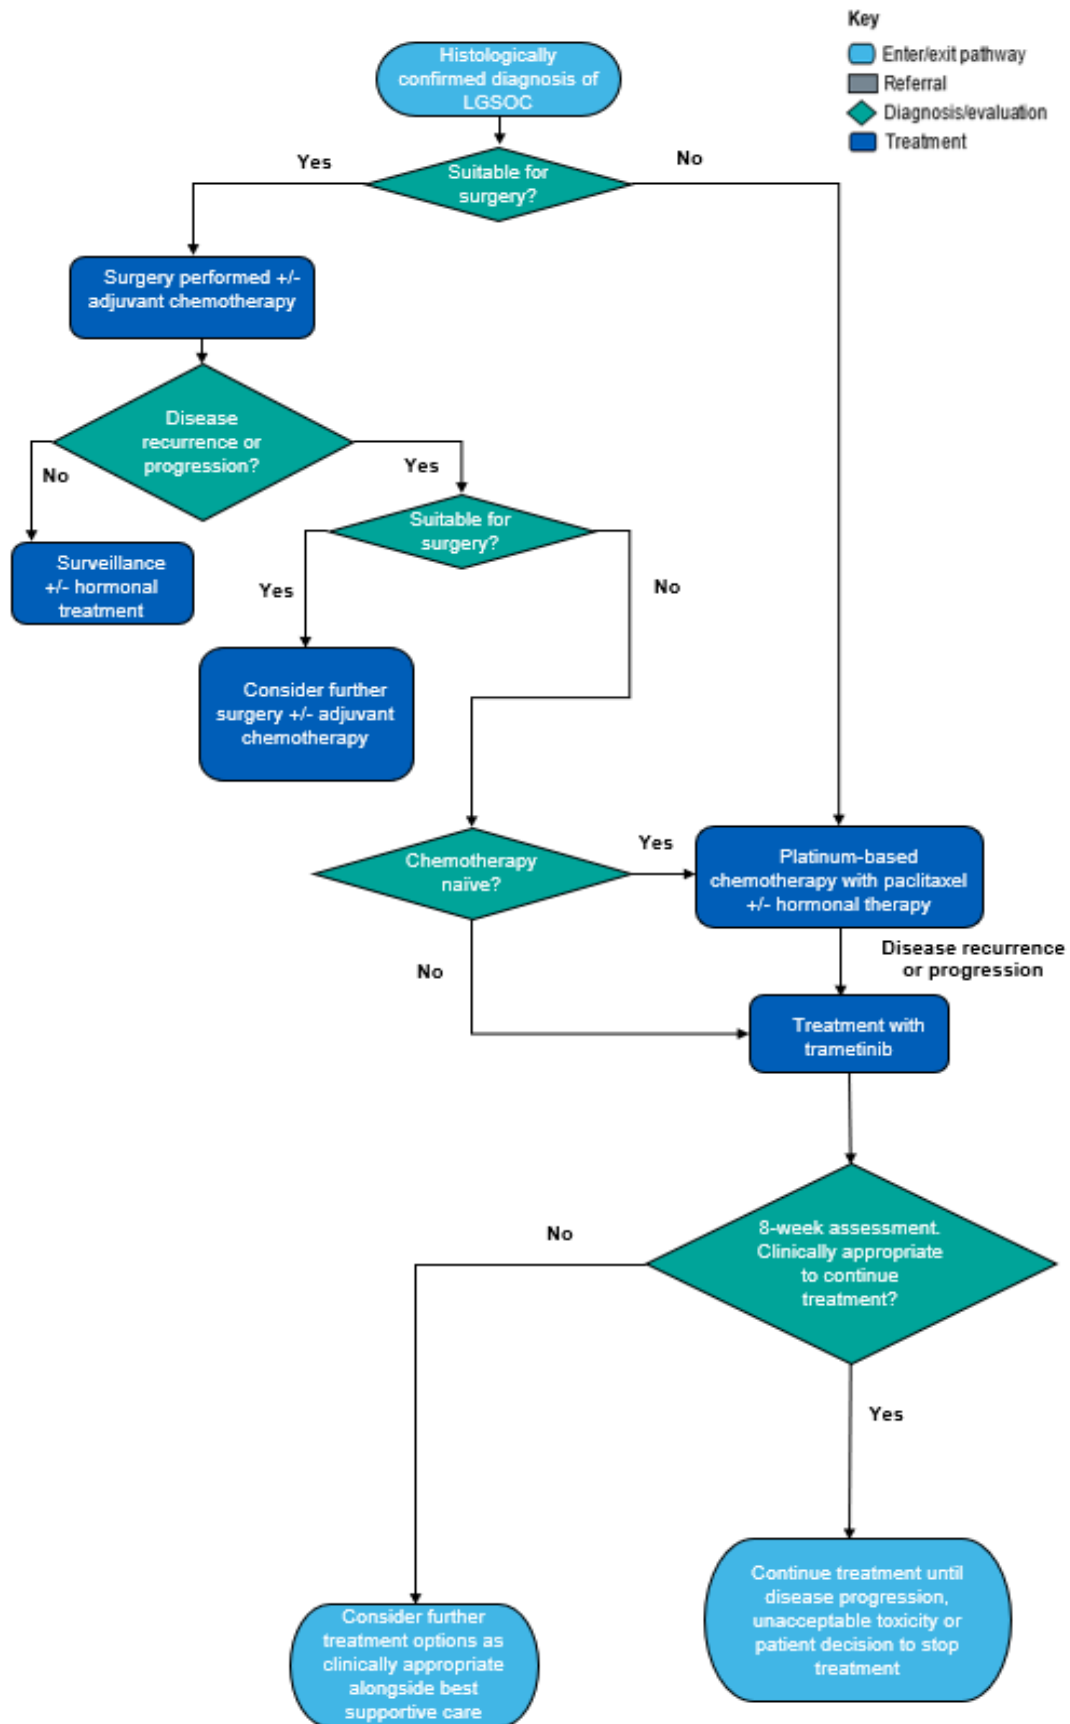 Key
Enter/exit pathway
Referral
Diagnosis/evaluation
Treatment
Histologically
confirmed diagnosis of
LGSOC
Yes
Suitable for
surgery?
No
Surgery performed +/-
adjuvant chemotherapy
Disease
recurrence or
progression?
No
Yes
Surveillance
+/- hormonal
treatment
Suitable for
surgery?
Yes
No
Consider further
surgery +/- adjuvant
chemotherapy
Chemotherapy
naïve?
Yes
No
Platinum-based
chemotherapy with paclitaxel
+/- hormonal therapy
Disease recurrence
or progression
Treatment with
trametinib
8-week assessment.
Clinically appropriate
to continue
treatment?
No
Yes
Consider further
treatment options as
clinically appropriate
alongside best
supportive care
Continue treatment until
disease progression,
unacceptable toxicity or
patient decision to stop
treatment